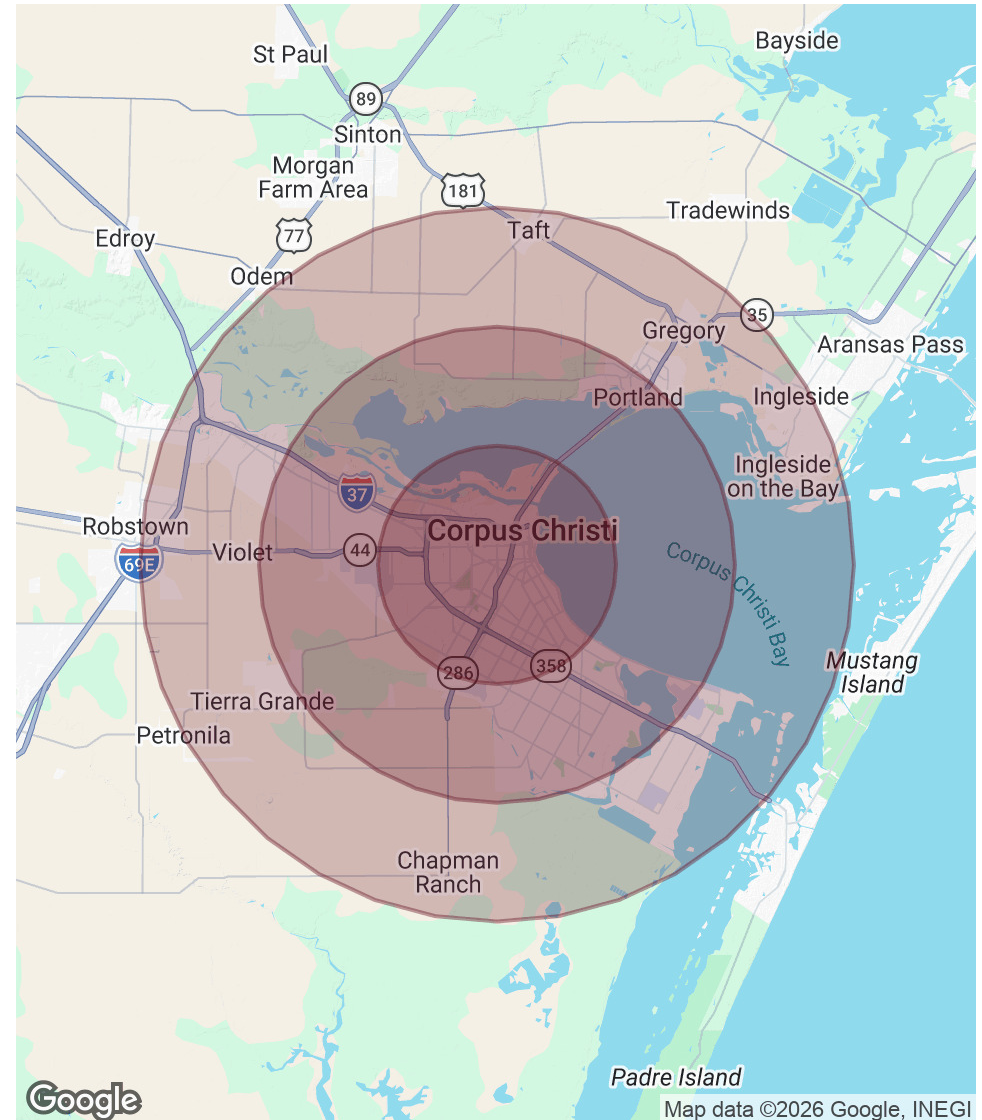 Bayside
St Paul
89
Sinton
Morgan
Farm Area
181
Tradewinds
Taft
77
Edroy
Odem
35
Gregory
Aransas Pass
Portland
Ingleside
Ingleside
on the Bay
37
Robstown
Corpus Christi
Violet
44
69E
Corpus Christi Bay
Mustang
Island
286
358
Tierra Grande
Petronila
Chapman
Ranch
Padre Island
Google
Map data ©2026 Google, INEGI